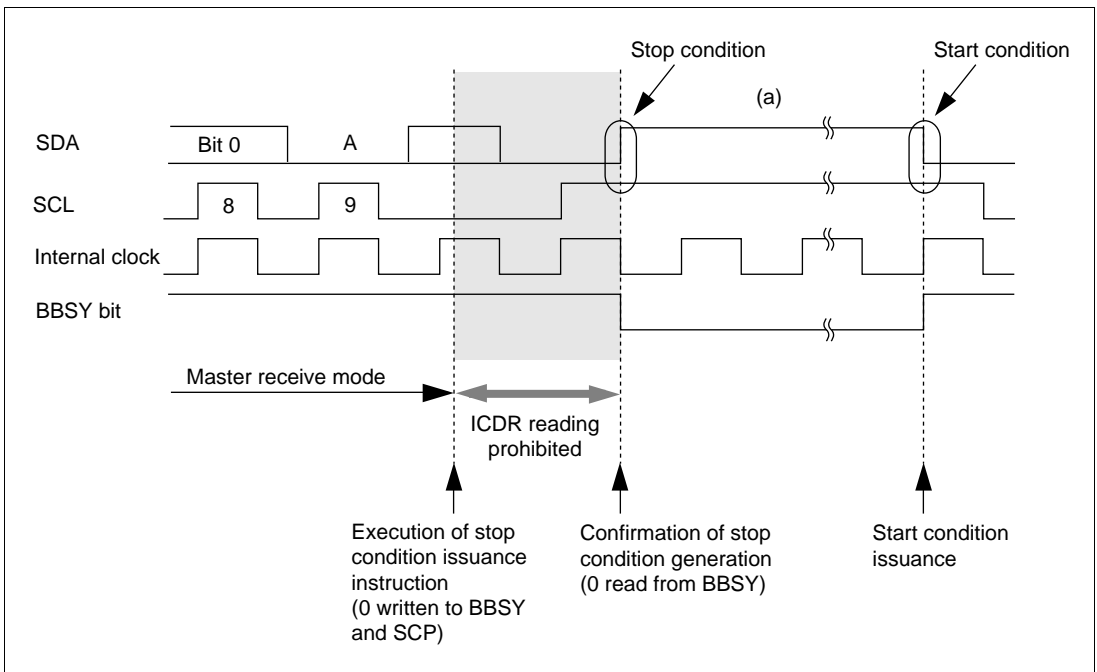 Stop condition
Start condition
(a)
SDA
Bit 0
A
SCL
8
9
Internal clock
BBSY bit
Master receive mode
ICDR reading
prohibited
Execution of stop
condition issuance
instruction
(0 written to BBSY
and SCP)
Confirmation of stop
condition generation
(0 read from BBSY)
Start condition
issuance